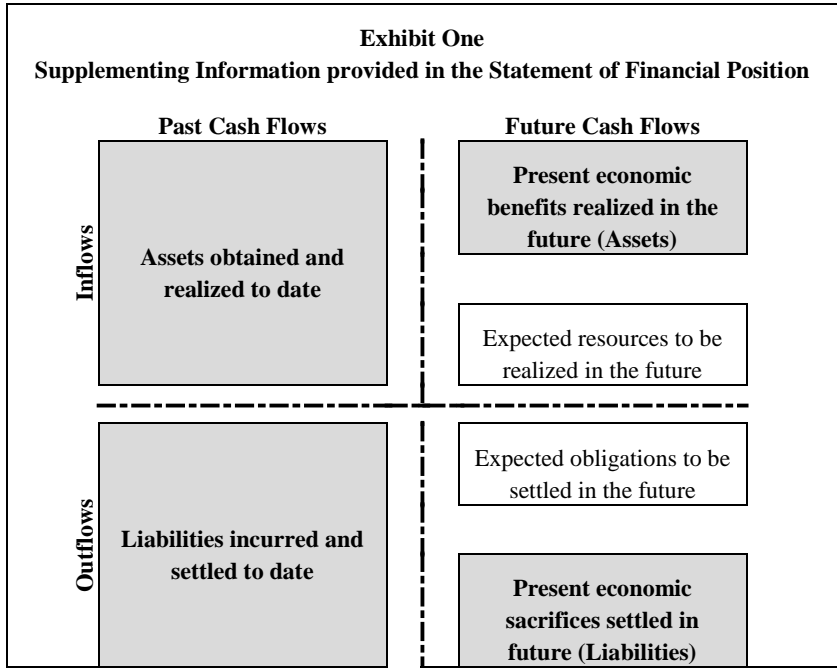 Exhibit One
Supplementing Information provided in the Statement of Financial Position
Past Cash Flows
Future Cash Flows
Inflows
Assets obtained and
realized to date
Present economic
benefits realized in the
future (Assets)
Expected resources to be
realized in the future
Outflows
Liabilities incurred and
settled to date
Expected obligations to be
settled in the future
Present economic
sacrifices settled in
future (Liabilities)